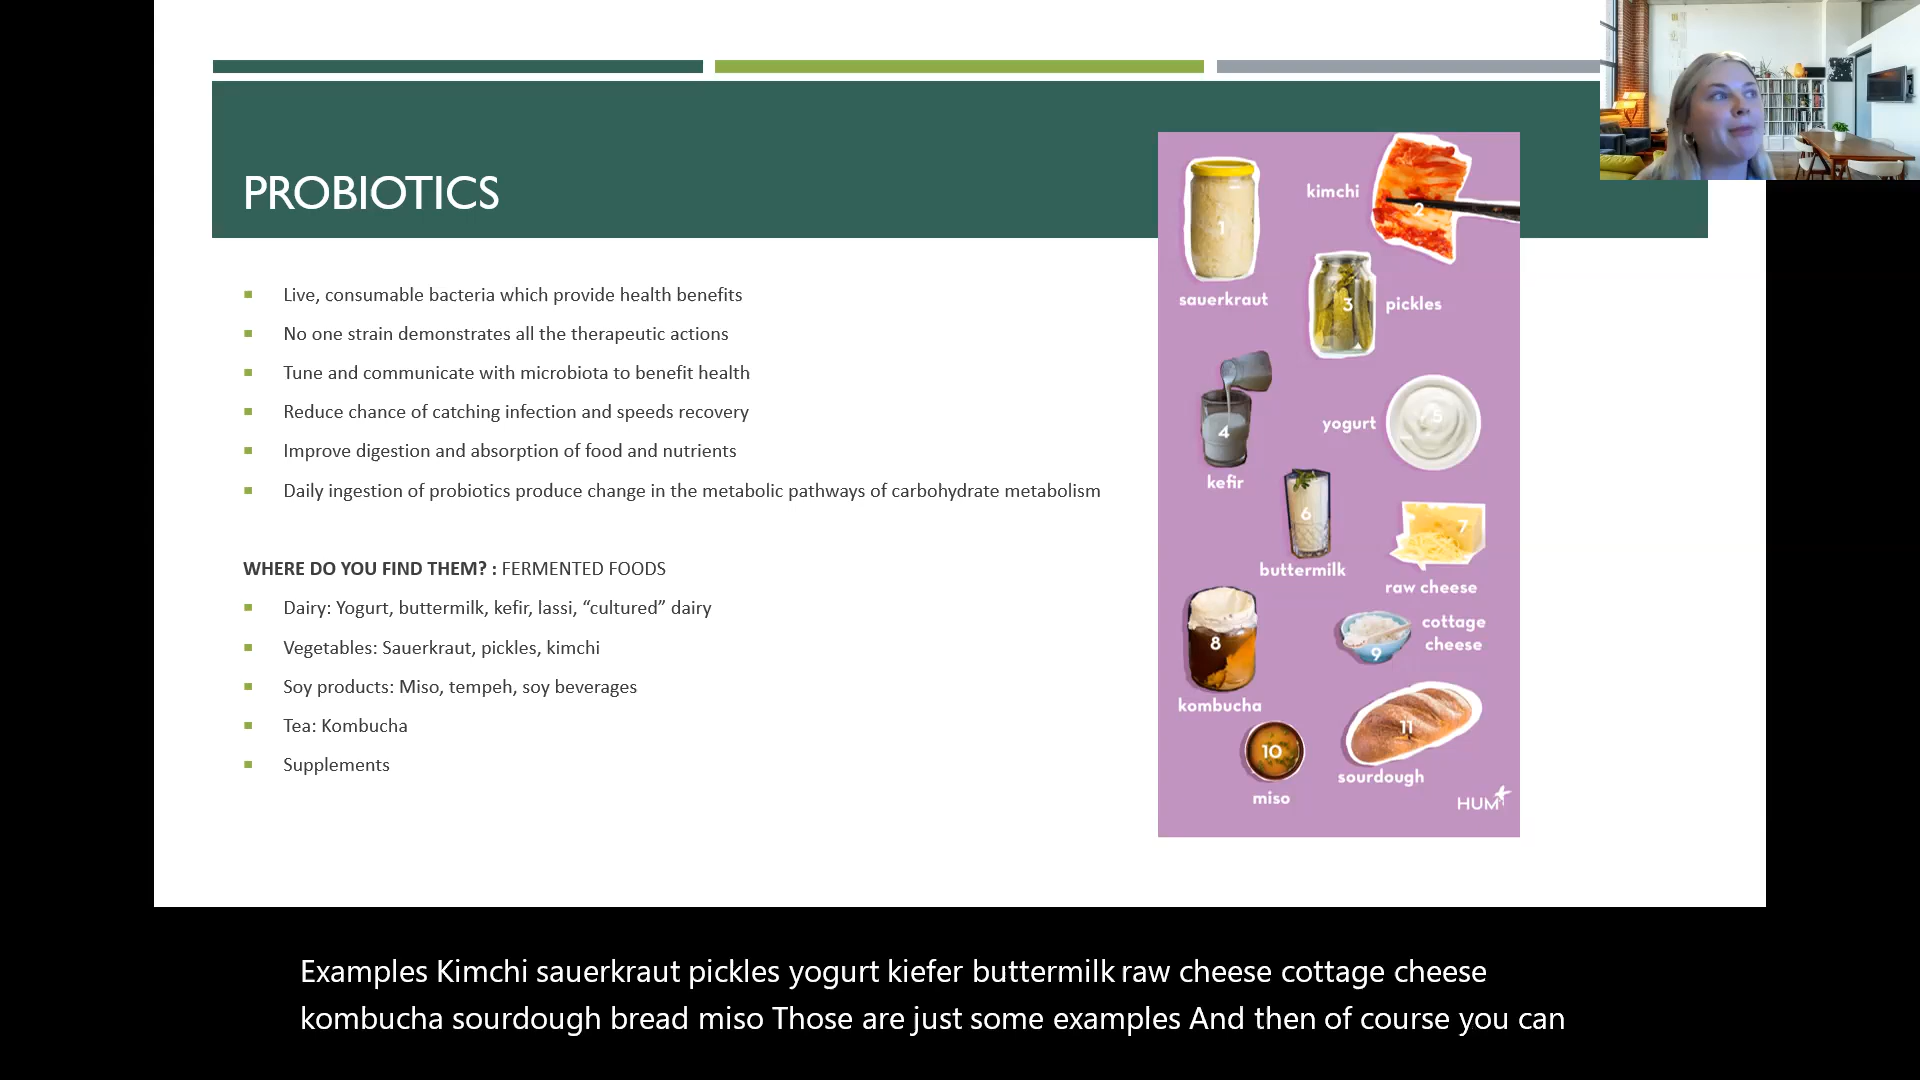 PROBIOTICS
Live, consumable bacteria which provide health benefits
No one strain demonstrates all the therapeutic actions
Tune and communicate with microbiota to benefit health
Reduce chance of catching infection and speeds recovery
Improve digestion and absorption of food and nutrients
Daily ingestion of probiotics produce change in the metabolic pathways of carbohydrate metabolism
WHERE DO YOU FIND THEM? : FERMENTED FOODS
Dairy: Yogurt, buttermilk, kefir, lassi, “cultured” dairy
Vegetables: Sauerkraut, pickles, kimchi
Soy products: Miso, tempeh, soy beverages
Tea: Kombucha
Supplements
1
sauerkraut
kimchi
2
3
pickles
4
kefir
yogurt
5
6
buttermilk
7
raw cheese
8
kombucha
cottage
cheese
9
10
miso
11
sourdough
HUM
Examples Kimchi sauerkraut pickles yogurt kiefer buttermilk raw cheese cottage cheese
kombucha sourdough bread miso Those are just some examples And then of course you can